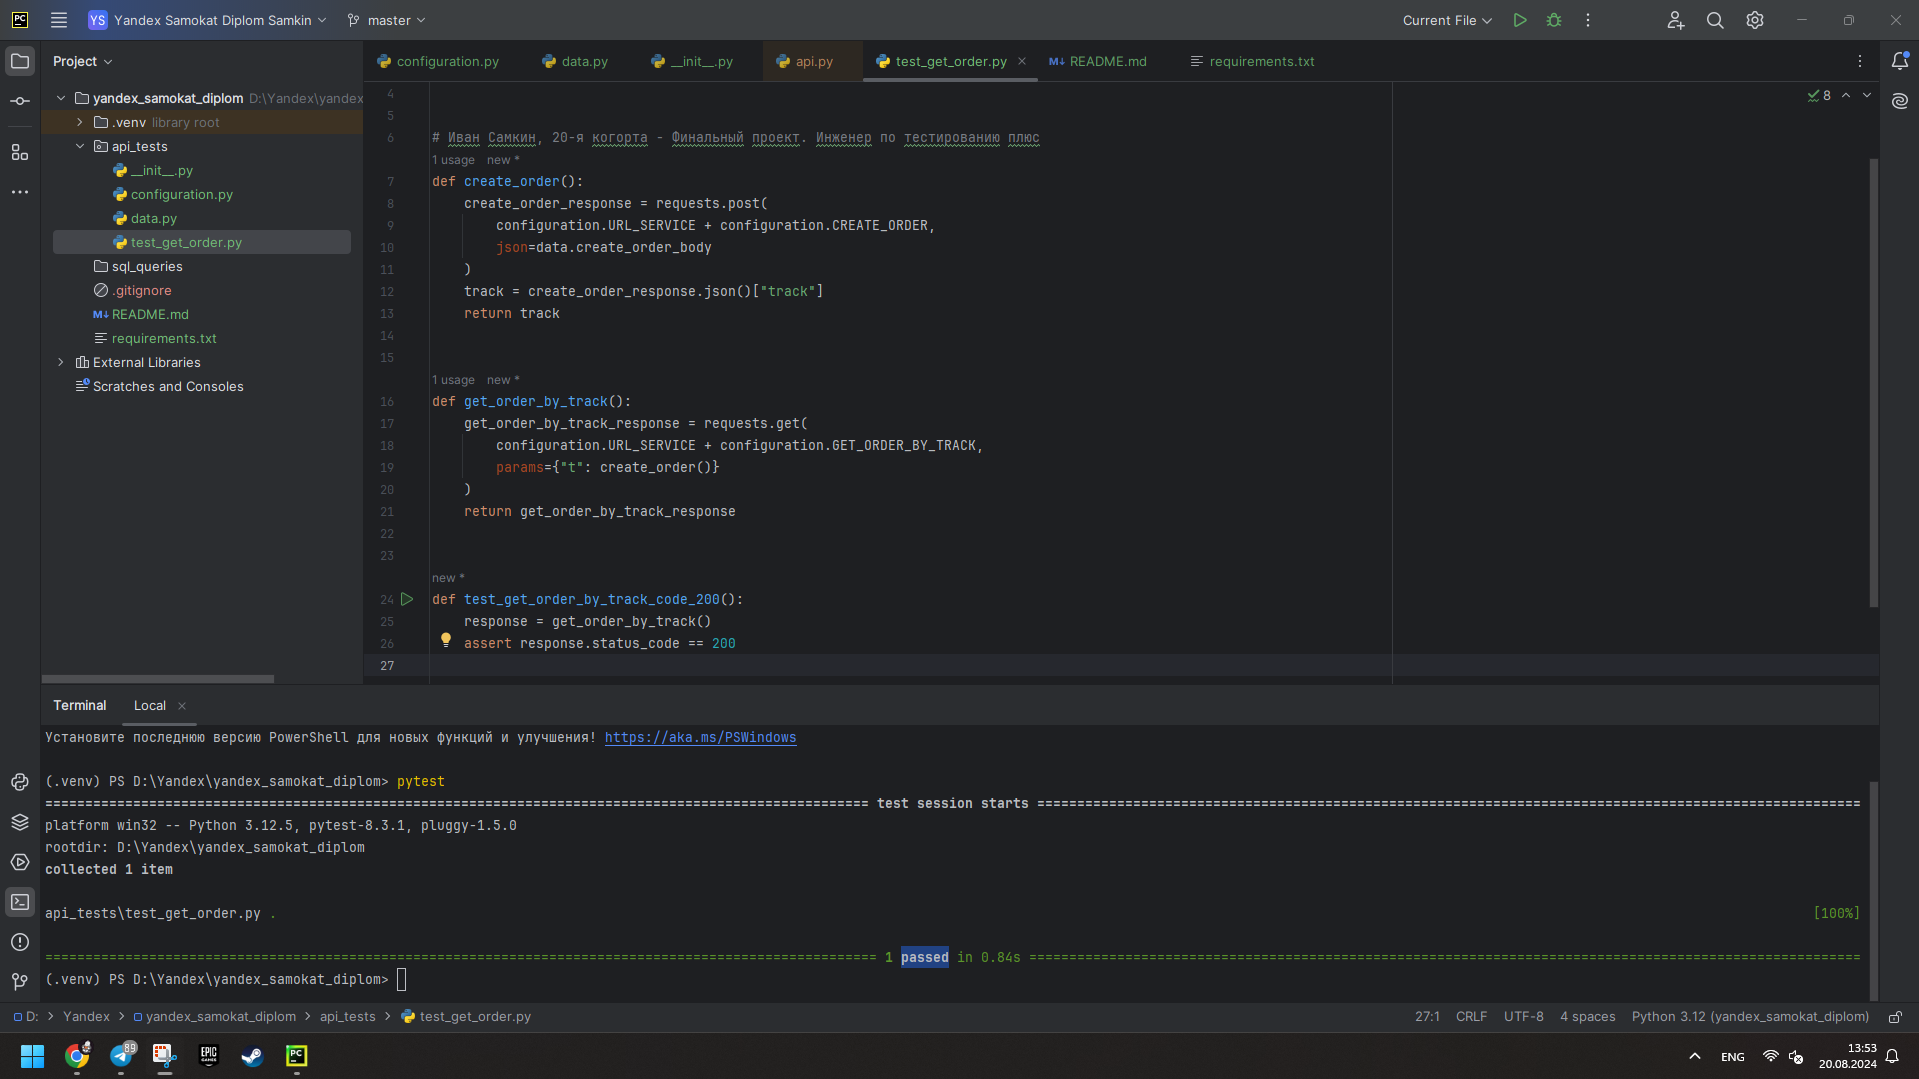 PC
YS Yandex Samokat Diplom Samkin master Current File
Project configuration.py data.py __init__.py api.py test_get_order.py README.md requirements.txt
yandex_samokat_diplom D:\Yandex\yandex
.venv library root
api_tests
__init__.py
configuration.py
data.py
test_get_order.py
sql_queries
.gitignore
M↓ README.md
requirements.txt
External Libraries
Scratches and Consoles
8
4
5
6 # Иван Самкин, 20-я когорта - Финальный проект. Инженер по тестированию плюс
1 usage new *
7 def create_order():
8 create_order_response = requests.post(
9 configuration.URL_SERVICE + configuration.CREATE_ORDER,
10 json=data.create_order_body
11 )
12 track = create_order_response.json()["track"]
13 return track
14
15
1 usage new *
16 def get_order_by_track():
17 get_order_by_track_response = requests.get(
18 configuration.URL_SERVICE + configuration.GET_ORDER_BY_TRACK,
19 params={"t": create_order()}
20 )
21 return get_order_by_track_response
22
23
new *
24 def test_get_order_by_track_code_200():
25 response = get_order_by_track()
26 assert response.status_code == 200
27
Terminal Local
Установите последнюю версию PowerShell для новых функций и улучшения! https://aka.ms/PSWindows
(.venv) PS D:\Yandex\yandex_samokat_diplom> pytest
test session starts
platform win32 -- Python 3.12.5, pytest-8.3.1, pluggy-1.5.0
rootdir: D:\Yandex\yandex_samokat_diplom
collected 1 item
api_tests\test_get_order.py . [100%]
1 passed in 0.84s
(.venv) PS D:\Yandex\yandex_samokat_diplom>
D: > Yandex > yandex_samokat_diplom > api_tests > test_get_order.py 27:1 CRLF UTF-8 4 spaces Python 3.12 (yandex_samokat_diplom)
89 EPIC GAMES PC ENG 13:53
20.08.2024